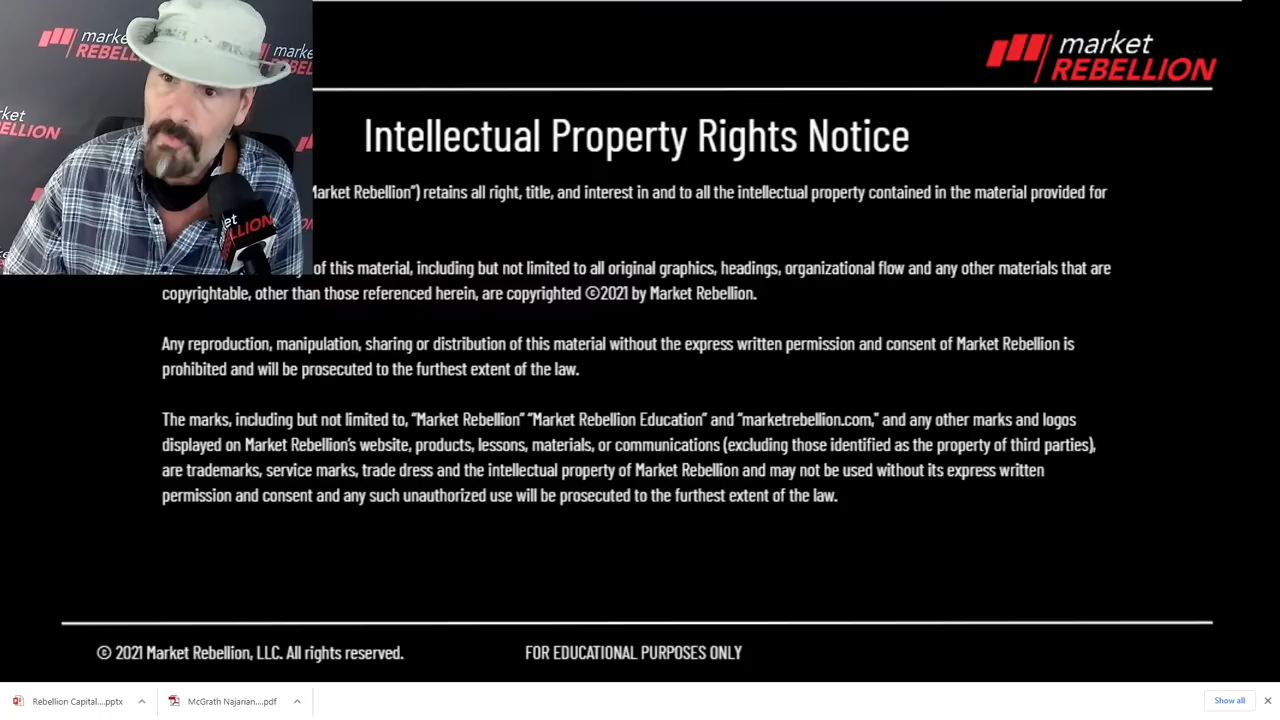 market
REBELLION
market
REBELLION
market
REBELLION
market
REBELLION
market
REBELLION
Intellectual Property Rights Notice
Market Rebellion”) retains all right, title, and interest in and to all the intellectual property contained in the material provided for
of this material, including but not limited to all original graphics, headings, organizational flow and any other materials that are
copyrightable, other than those referenced herein, are copyrighted ©2021 by Market Rebellion.
Any reproduction, manipulation, sharing or distribution of this material without the express written permission and consent of Market Rebellion is
prohibited and will be prosecuted to the furthest extent of the law.
The marks, including but not limited to, “Market Rebellion” “Market Rebellion Education” and “marketrebellion.com,” and any other marks and logos
displayed on Market Rebellion’s website, products, lessons, materials, or communications (excluding those identified as the property of third parties),
are trademarks, service marks, trade dress and the intellectual property of Market Rebellion and may not be used without its express written
permission and consent and any such unauthorized use will be prosecuted to the furthest extent of the law.
© 2021 Market Rebellion, LLC. All rights reserved.
FOR EDUCATIONAL PURPOSES ONLY
Rebellion Capital....pptx
McGrath Najarian....pdf
Show all